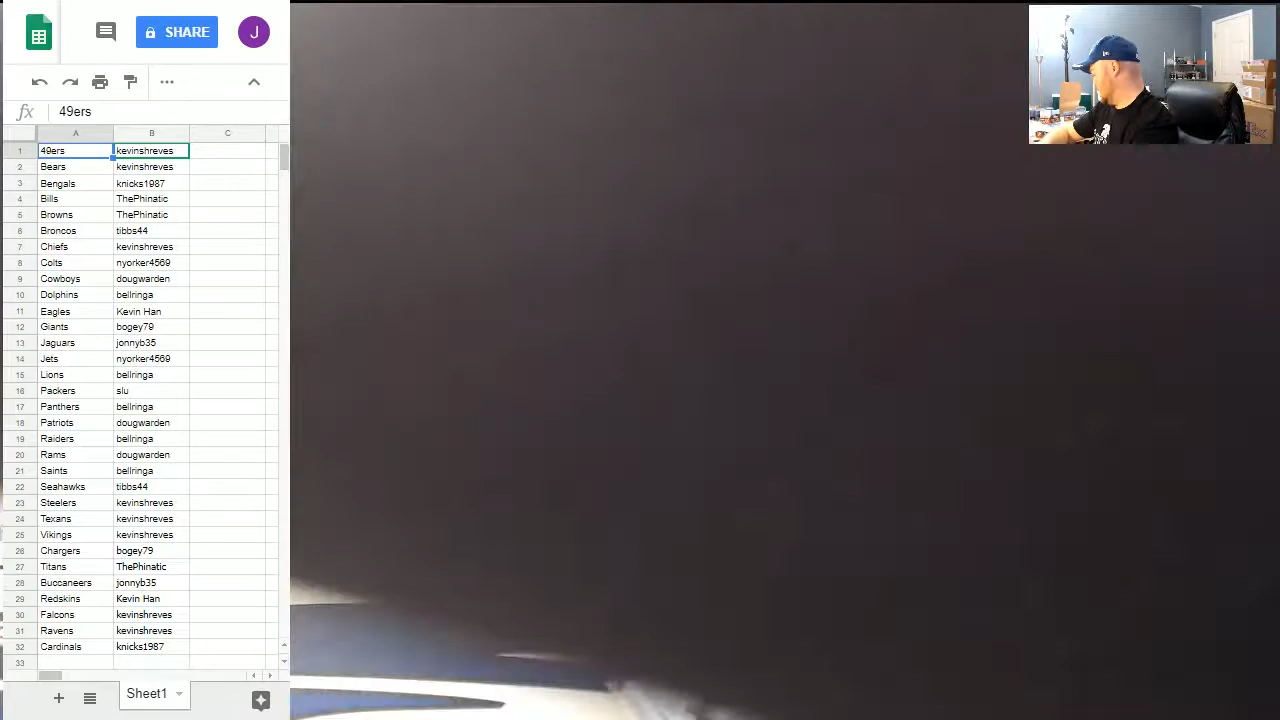 SHARE
J
fx 49ers
A B C
1 49ers kevinshreves
2 Bears kevinshreves
3 Bengals knicks1987
4 Bills ThePhinatic
5 Browns ThePhinatic
6 Broncos tibbs44
7 Chiefs kevinshreves
8 Colts nyorker4569
9 Cowboys dougwarden
10 Dolphins bellringa
11 Eagles Kevin Han
12 Giants bogey79
13 Jaguars jonnyb35
14 Jets nyorker4569
15 Lions bellringa
16 Packers slu
17 Panthers bellringa
18 Patriots dougwarden
19 Raiders bellringa
20 Rams dougwarden
21 Saints bellringa
22 Seahawks tibbs44
23 Steelers kevinshreves
24 Texans kevinshreves
25 Vikings kevinshreves
26 Chargers bogey79
27 Titans ThePhinatic
28 Buccaneers jonnyb35
29 Redskins Kevin Han
30 Falcons kevinshreves
31 Ravens kevinshreves
32 Cardinals knicks1987
33
Sheet1